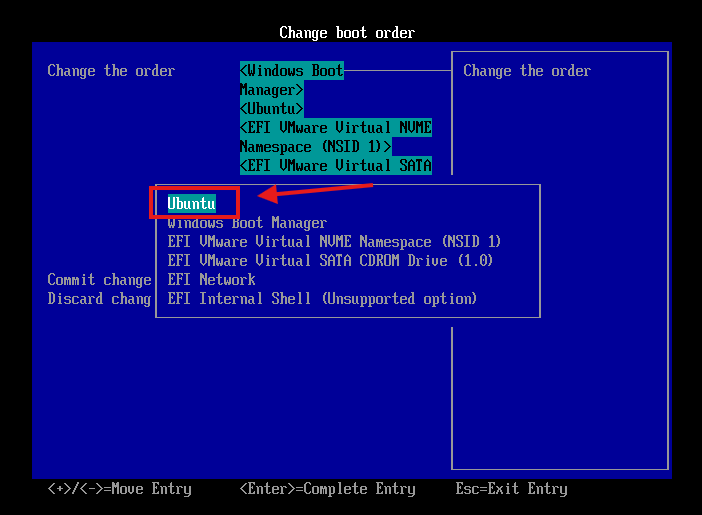 Change boot order
Change the order
<Windows Boot
Manager>
<Ubuntu>
<EFI VMware Virtual NVME
Namespace (NSID 1)>
<EFI VMware Virtual SATA
Change the order
Ubuntu
Windows Boot Manager
EFI VMware Virtual NVME Namespace (NSID 1)
EFI VMware Virtual SATA CDROM Drive (1.0)
EFI Network
EFI Internal Shell (Unsupported option)
Commit change
Discard chang
<+>/<->=Move Entry
<Enter>=Complete Entry
Esc=Exit Entry